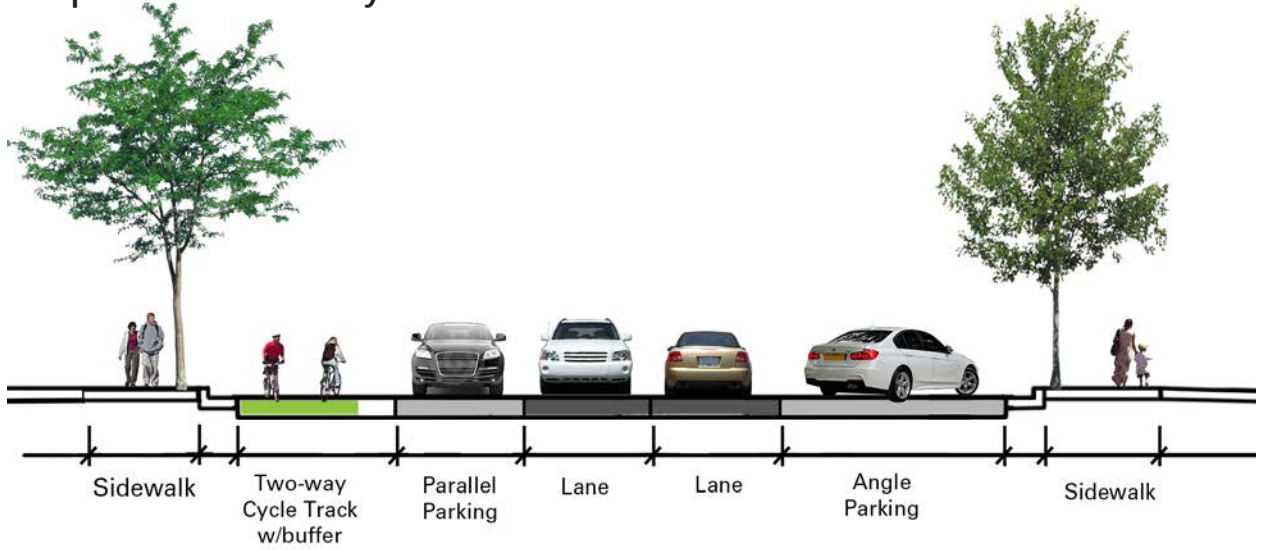 Sidewalk
Two-way
Cycle Track
w/buffer
Parallel
Parking
Lane
Lane
Angle
Parking
Sidewalk